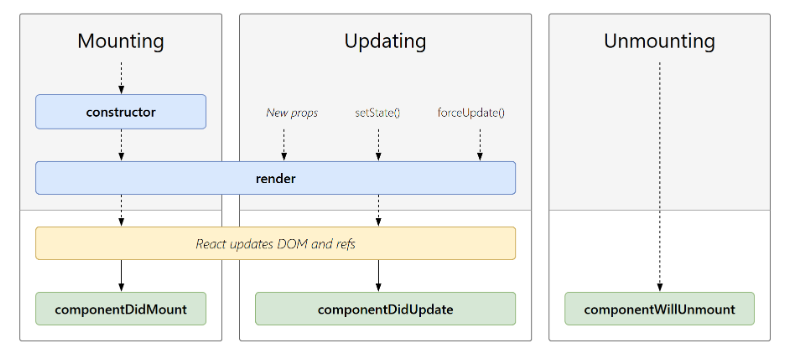 Mounting
Updating
Unmounting
constructor
New props
setState()
forceUpdate()
render
React updates DOM and refs
componentDidMount
componentDidUpdate
componentWillUnmount